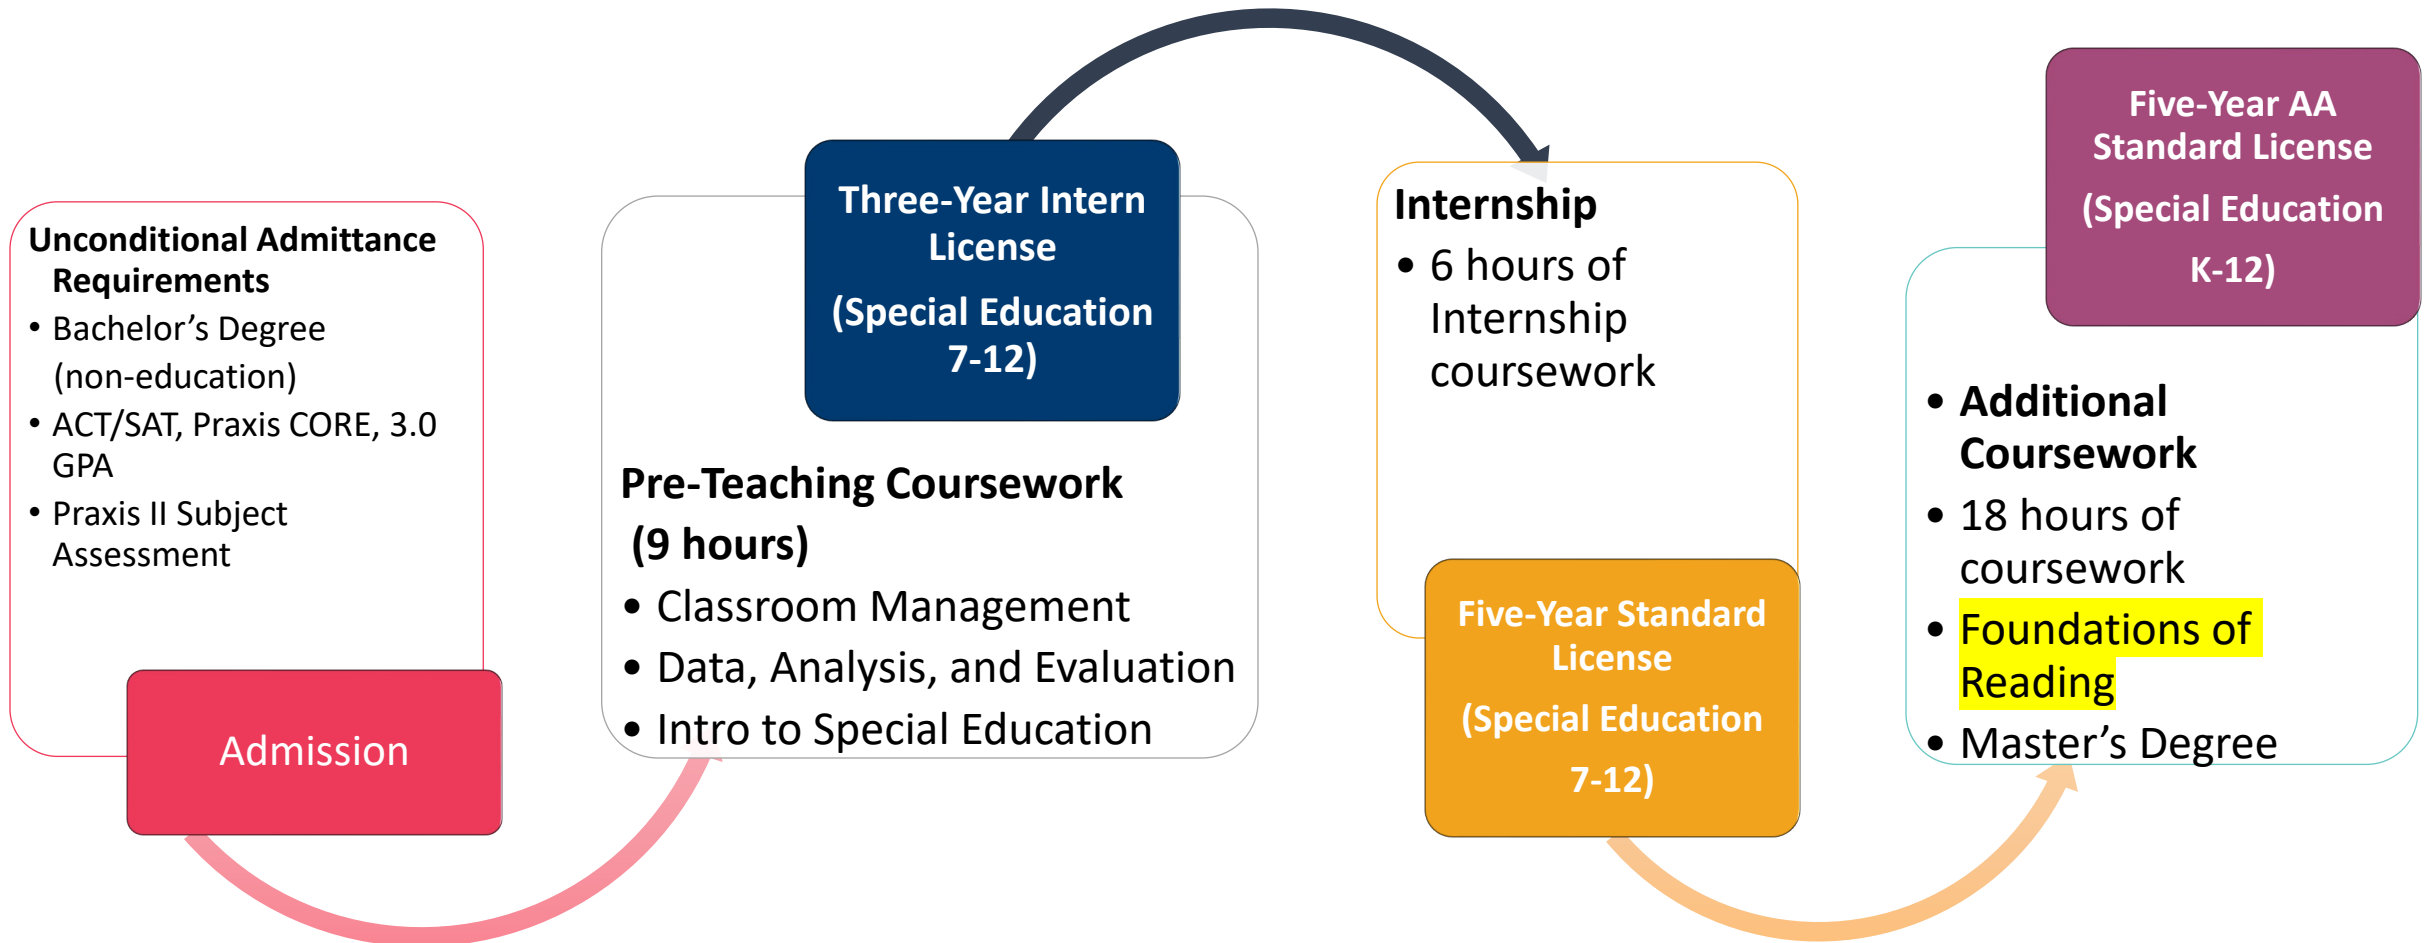 Unconditional Admittance
Requirements
• Bachelor’s Degree
(non-education)
• ACT/SAT, Praxis CORE, 3.0
GPA
• Praxis II Subject
Assessment
Admission
Three-Year Intern
License
(Special Education
7-12)
Pre-Teaching Coursework
(9 hours)
• Classroom Management
• Data, Analysis, and Evaluation
• Intro to Special Education
Internship
• 6 hours of
Internship
coursework
Five-Year Standard
License
(Special Education
7-12)
Five-Year AA
Standard License
(Special Education
K-12)
• Additional
Coursework
• 18 hours of
coursework
• Foundations of
Reading
• Master’s Degree